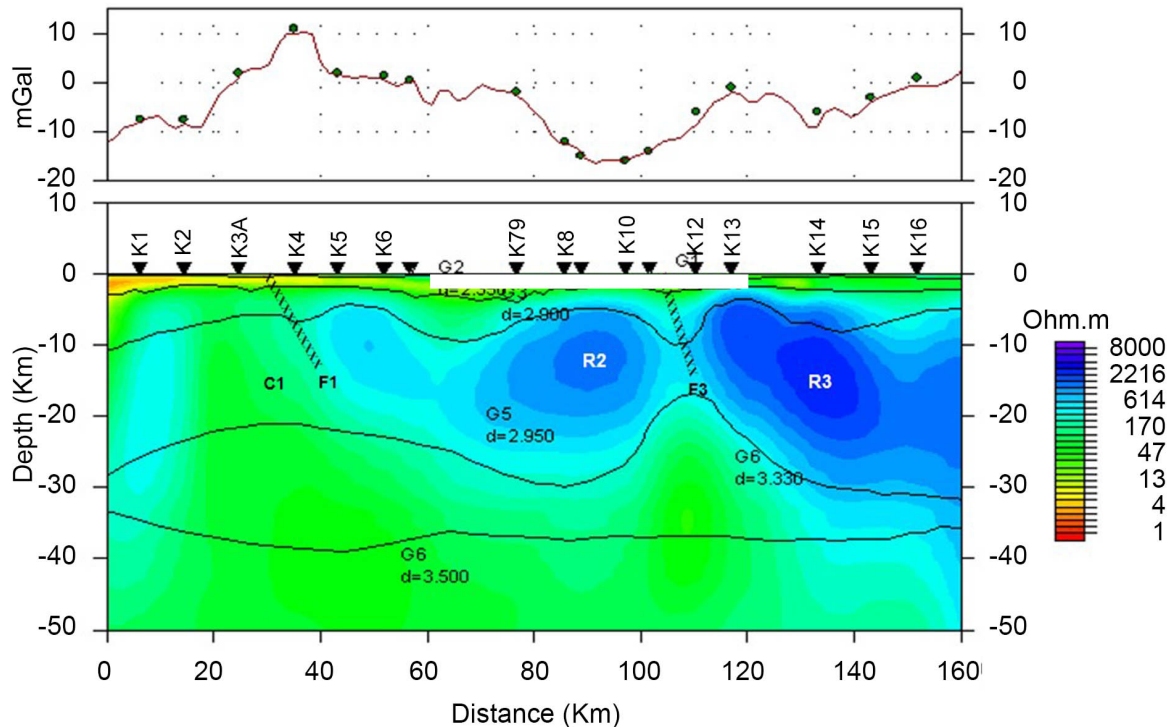 mGal
10 10
0 0
-10 -10
-20 -20
10 10
K1 K2 K3A K4 K5 K6 K79 K8 K10 K12 K13 K14 K15 K16
G2
0 0
d=2.900
-10 -10
R2
C1 F1 F3 R3
-20 -20
G5
d=2.950
G6
d=3.330
-30 -30
-40 -40
G6
d=3.500
-50 -50
Depth (Km)
0 20 40 60 80 100 120 140 160
Distance (Km)
Ohm.m
8000
2216
614
170
47
13
4
1